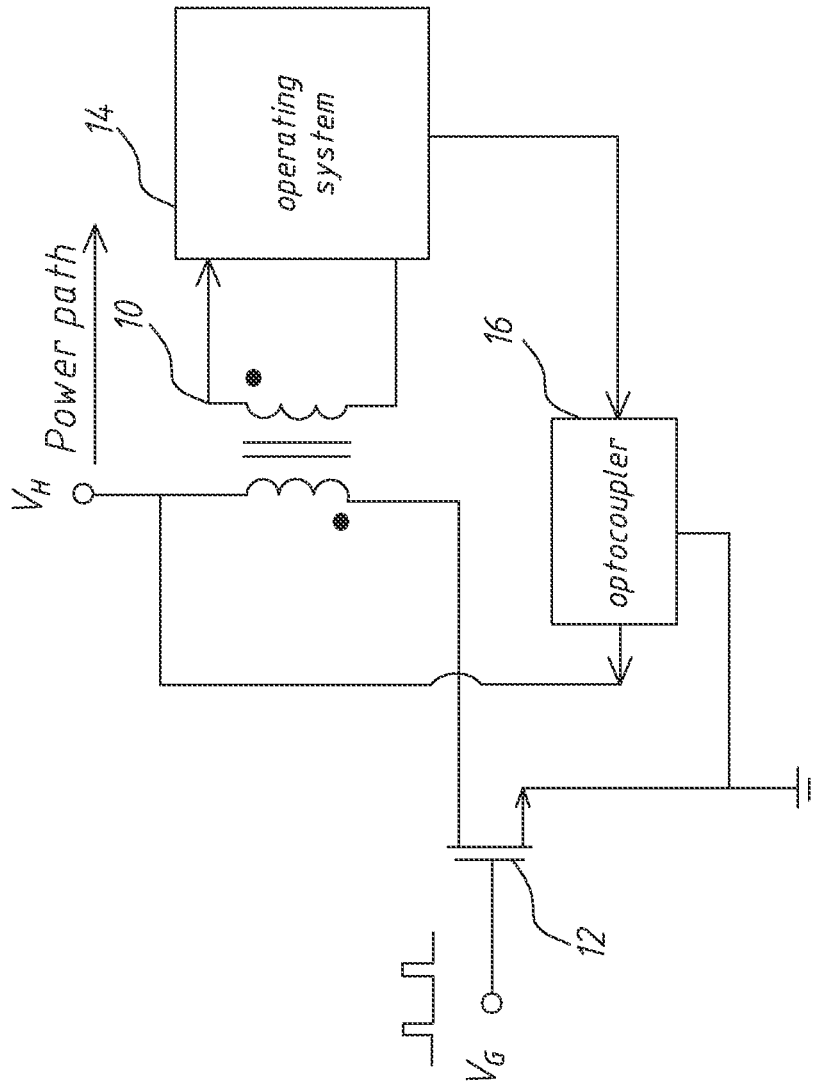 Power path
V_H
10
14
operating
system
16
optocoupler
12
V_G